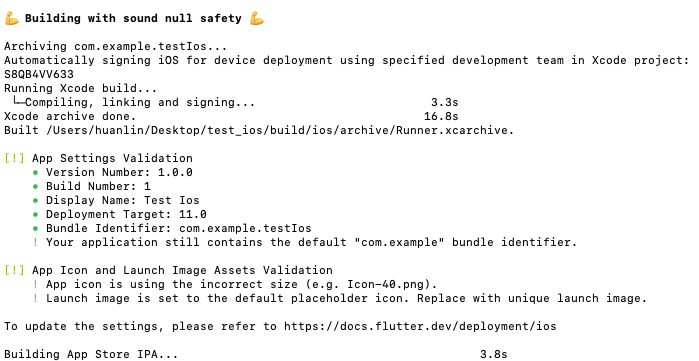 💪 Building with sound null safety 💪
Archiving com.example.testIos...
Automatically signing iOS for device deployment using specified development team in Xcode project:
S8QB4VV633
Running Xcode build...
└─Compiling, linking and signing... 3.3s
Xcode archive done. 16.8s
Built /Users/huanlin/Desktop/test_ios/build/ios/archive/Runner.xcarchive.
[!] App Settings Validation
• Version Number: 1.0.0
• Build Number: 1
• Display Name: Test Ios
• Deployment Target: 11.0
• Bundle Identifier: com.example.testIos
! Your application still contains the default "com.example" bundle identifier.
[!] App Icon and Launch Image Assets Validation
! App icon is using the incorrect size (e.g. Icon-40.png).
! Launch image is set to the default placeholder icon. Replace with unique launch image.
To update the settings, please refer to https://docs.flutter.dev/deployment/ios
Building App Store IPA... 3.8s